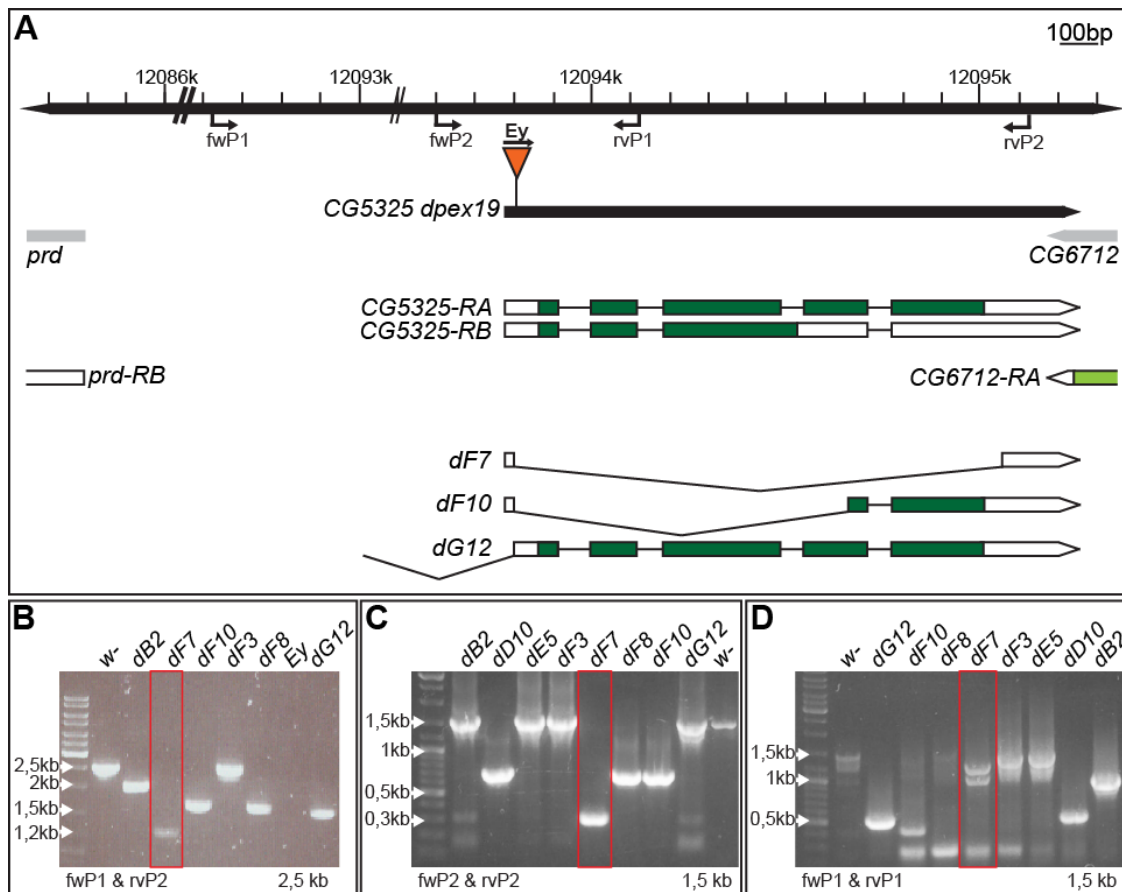 A
100bp
12086k 12093k 12094k 12095k
fwP1 fwP2 Ey rvP1 rvP2
CG5325 dpex19
prd CG6712
CG5325-RA
CG5325-RB
prd-RB CG6712-RA
dF7
dF10
dG12
B
w- dB2 dF7 dF10 dF3 dF8 Ey dG12
2,5kb
2kb
1,5kb
1,2kb
fwP1 & rvP2 2,5 kb
C
dB2 dD10 dE5 dF3 dF7 dF8 dF10 dG12 w-
1,5kb
1kb
0,5kb
0,3kb
fwP2 & rvP2 1,5 kb
D
w- dG12 dF10 dF8 dF7 dF3 dE5 dD10 dB2
1,5kb
1kb
0,5kb
fwP1 & rvP1 1,5 kb